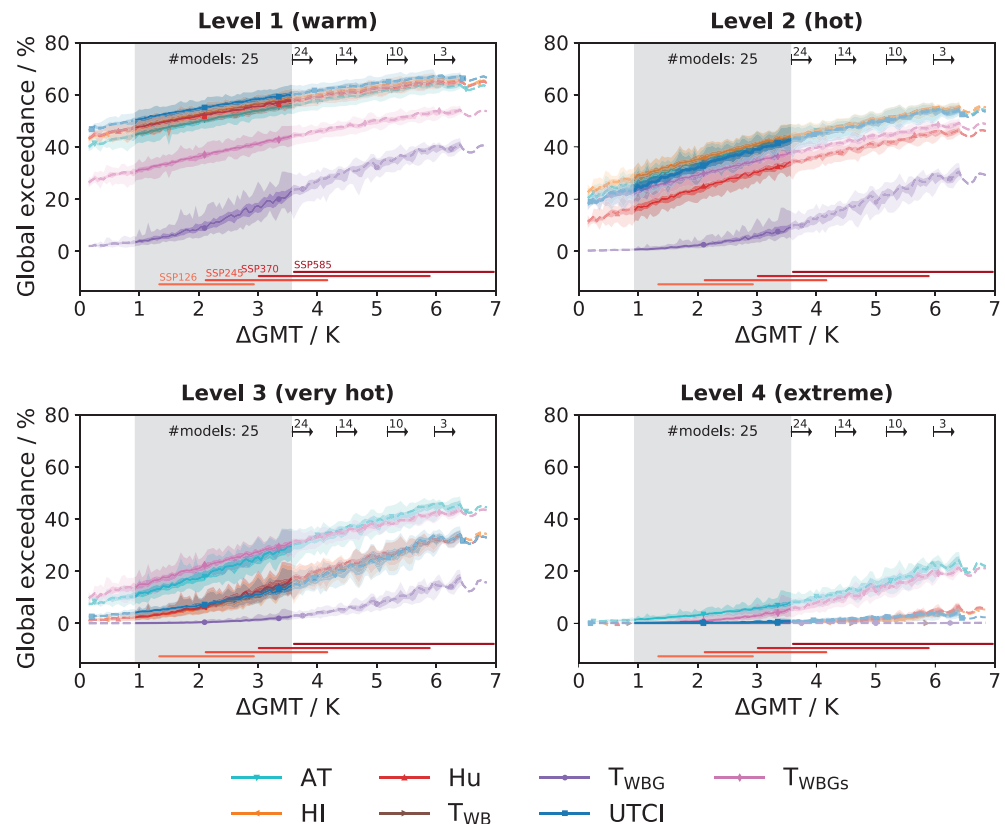 Level 1 (warm)
Level 2 (hot)
Global exceedance / %
80
60
40
20
0
#models: 25
24
14
10
3
SSP126
SSP245
SSP370
SSP585
0 1 2 3 4 5 6 7
ΔGMT / K
80
60
40
20
0
#models: 25
24
14
10
3
0 1 2 3 4 5 6 7
ΔGMT / K
Level 3 (very hot)
Level 4 (extreme)
Global exceedance / %
80
60
40
20
0
#models: 25
24
14
10
3
0 1 2 3 4 5 6 7
ΔGMT / K
80
60
40
20
0
#models: 25
24
14
10
3
0 1 2 3 4 5 6 7
ΔGMT / K
AT Hu T_WBG T_WBGs
HI T_WB UTCI